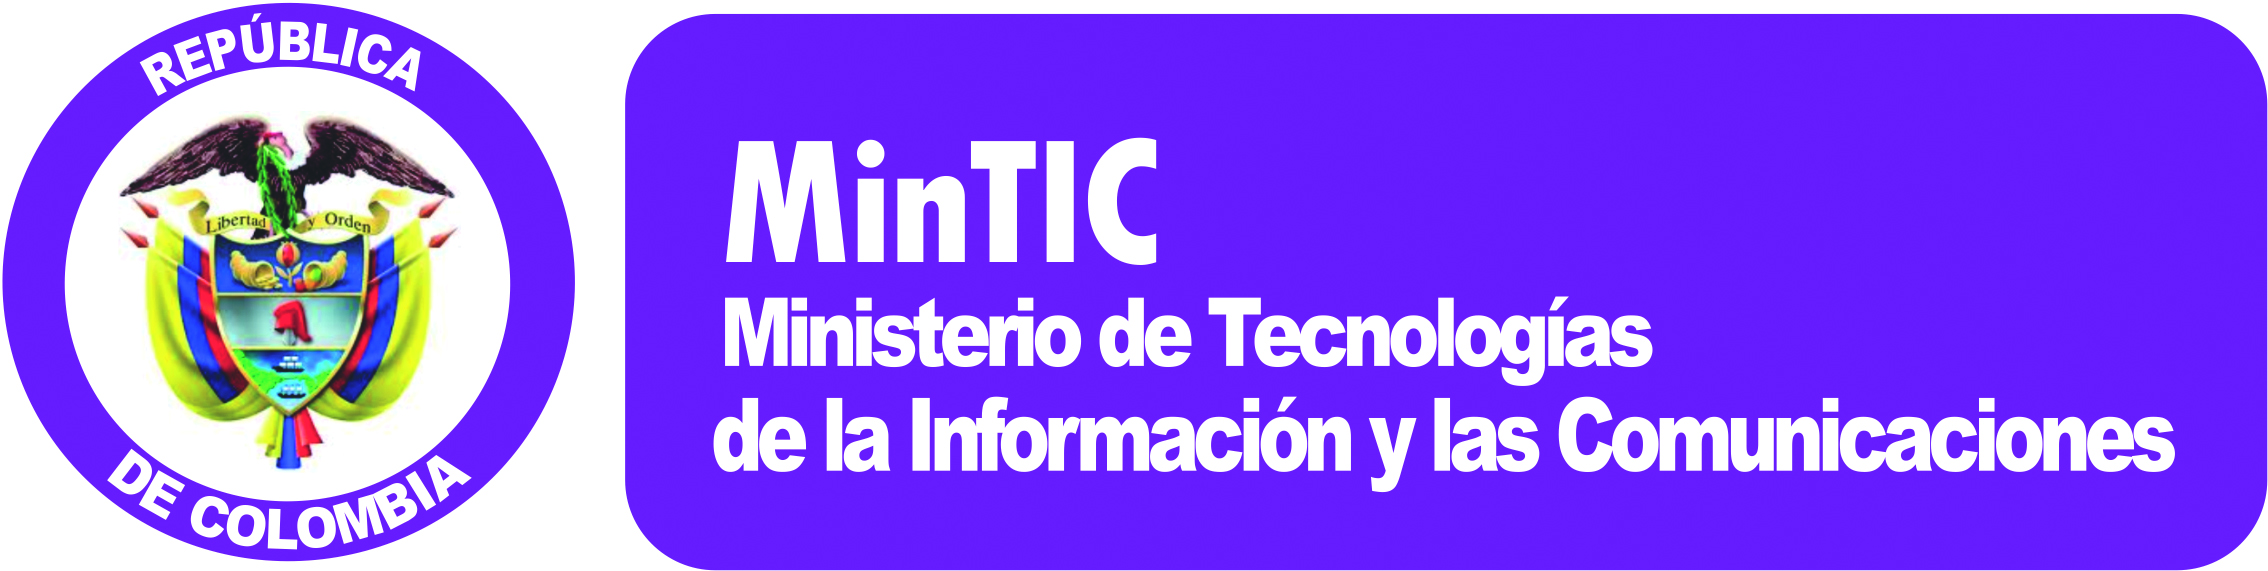 REPÚBLICA
DE COLOMBIA
Libertad y Orden
MinTIC
Ministerio de Tecnologías
de la Información y las Comunicaciones